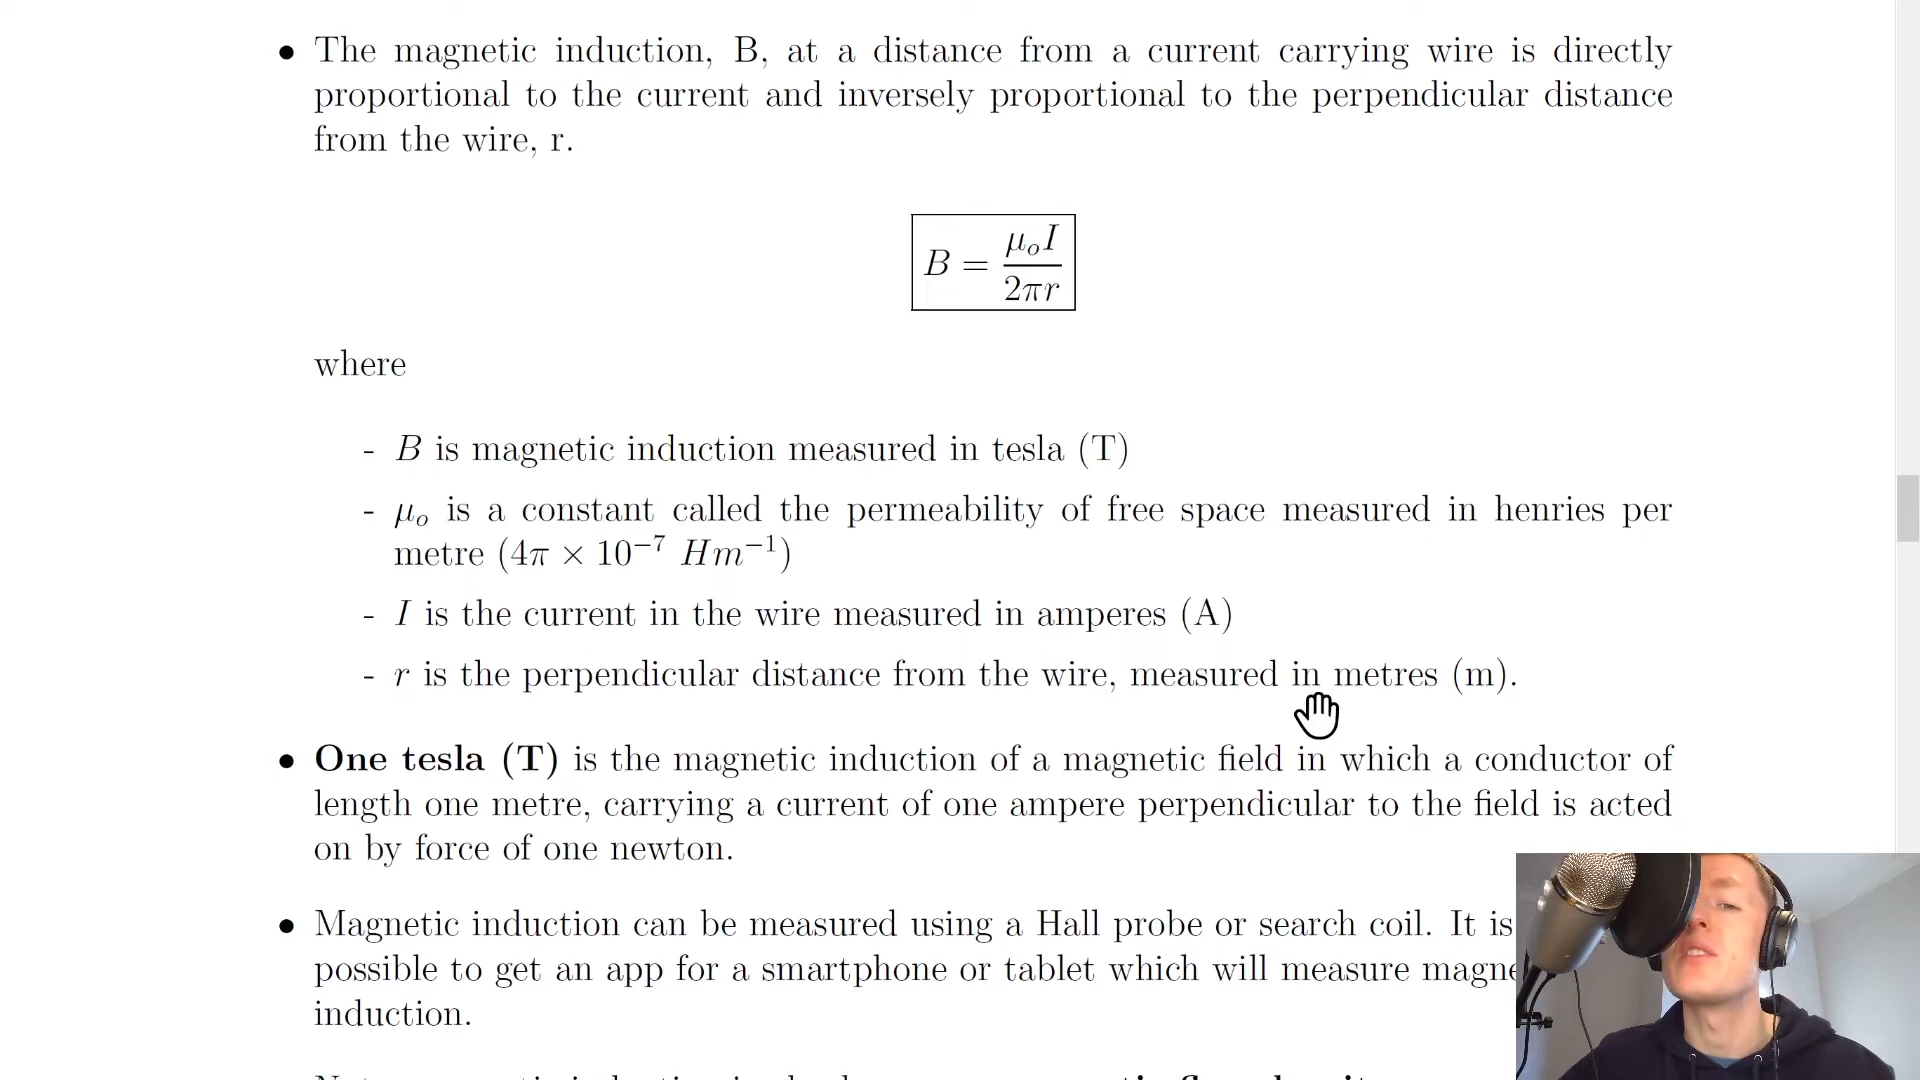 • The magnetic induction, B, at a distance from a current carrying wire is directly
proportional to the current and inversely proportional to the perpendicular distance
from the wire, r.
B = μₒI / 2πr
where
- B is magnetic induction measured in tesla (T)
- μₒ is a constant called the permeability of free space measured in henries per
metre (4π × 10⁻⁷ Hm⁻¹)
- I is the current in the wire measured in amperes (A)
- r is the perpendicular distance from the wire, measured in metres (m).
• One tesla (T) is the magnetic induction of a magnetic field in which a conductor of
length one metre, carrying a current of one ampere perpendicular to the field is acted
on by force of one newton.
• Magnetic induction can be measured using a Hall probe or search coil. It is
possible to get an app for a smartphone or tablet which will measure magne
induction.